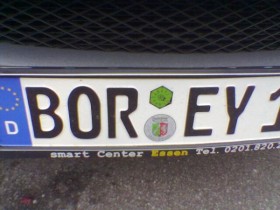 D BOR EY 1
smart Center Essen Tel. 0201.820.